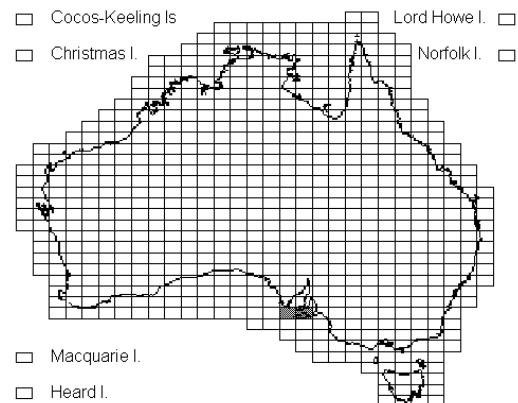 Cocos-Keeling Is
Lord Howe I.
Christmas I.
Norfolk I.
Macquarie I.
Heard I.